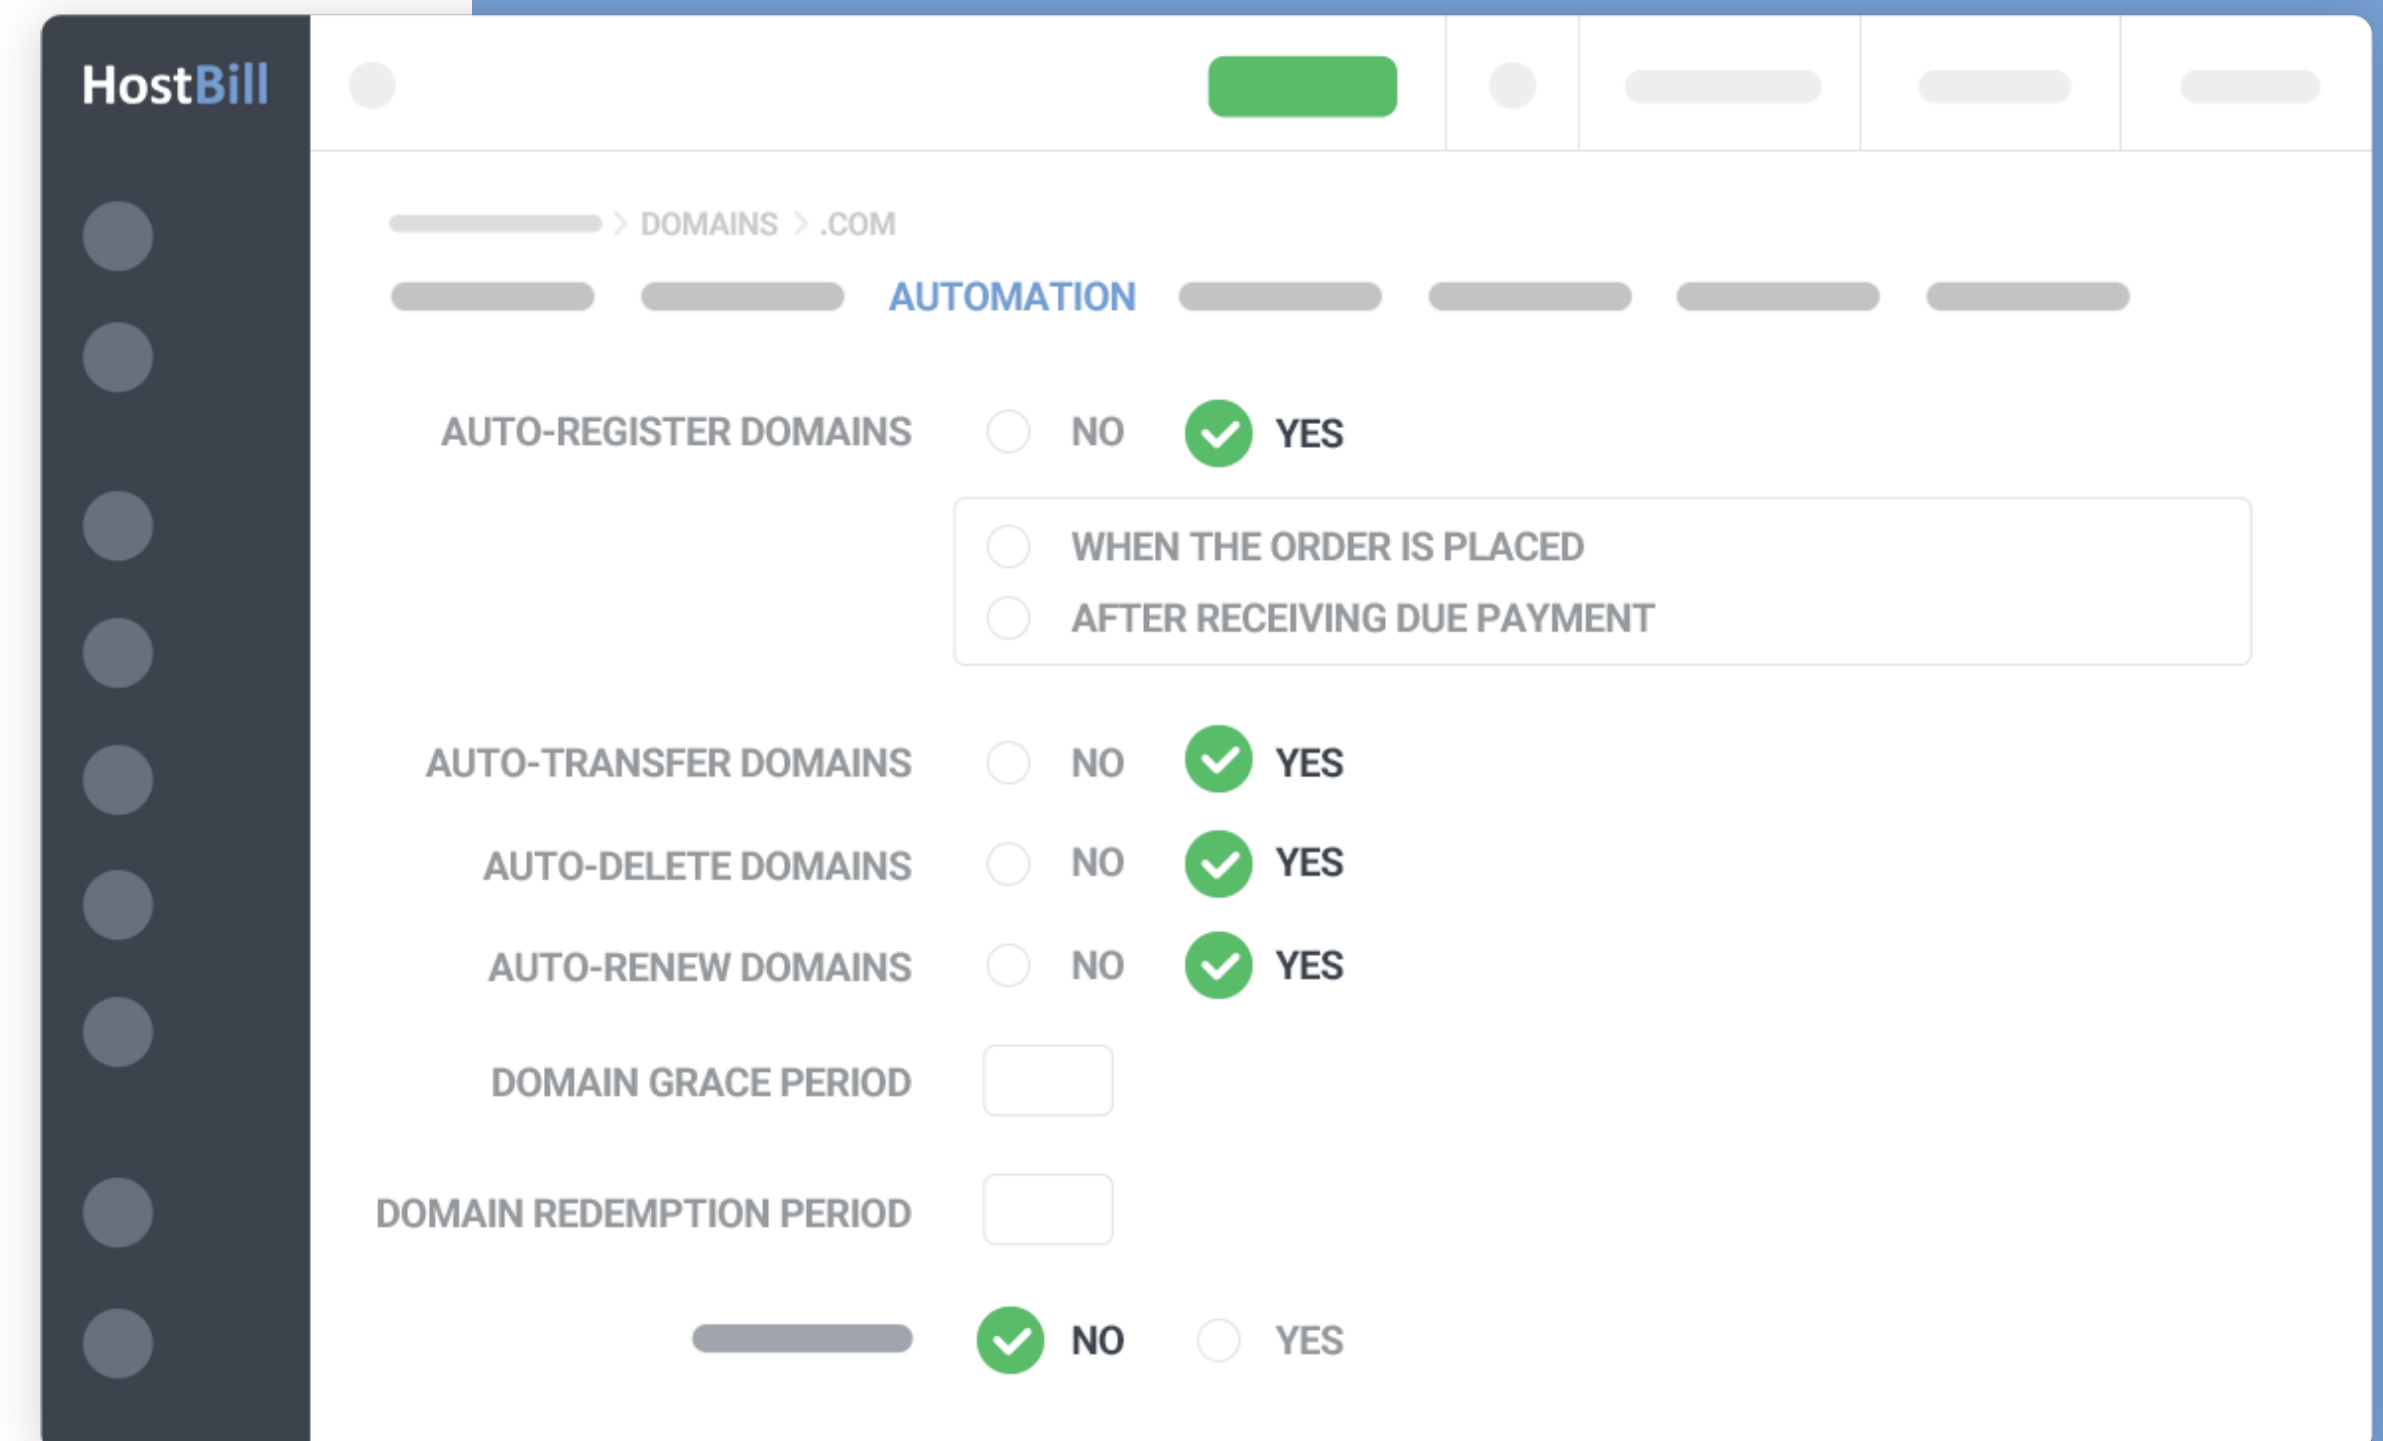 HostBill
DOMAINS > .COM
AUTOMATION
AUTO-REGISTER DOMAINS NO YES
WHEN THE ORDER IS PLACED
AFTER RECEIVING DUE PAYMENT
AUTO-TRANSFER DOMAINS NO YES
AUTO-DELETE DOMAINS NO YES
AUTO-RENEW DOMAINS NO YES
DOMAIN GRACE PERIOD
DOMAIN REDEMPTION PERIOD
NO YES